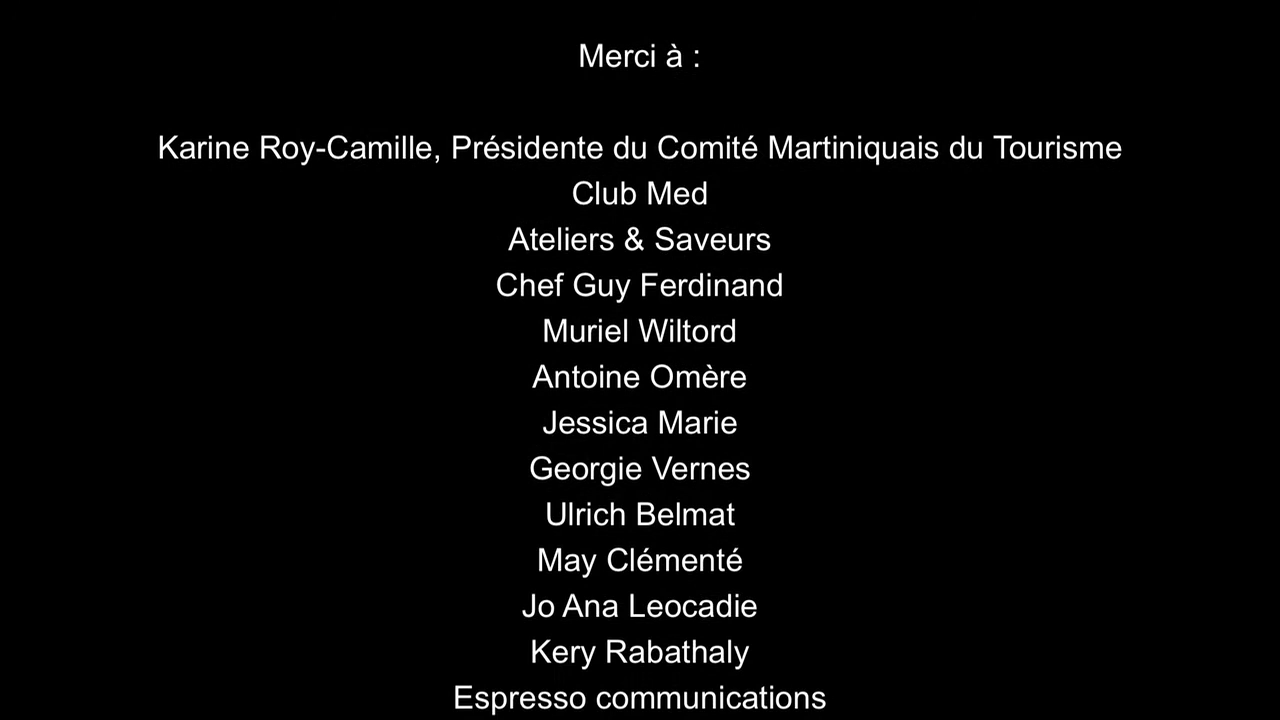 Merci à :
Karine Roy-Camille, Présidente du Comité Martiniquais du Tourisme
Club Med
Ateliers & Saveurs
Chef Guy Ferdinand
Muriel Wiltord
Antoine Omère
Jessica Marie
Georgie Vernes
Ulrich Belmat
May Clémenté
Jo Ana Leocadie
Kery Rabathaly
Espresso communications